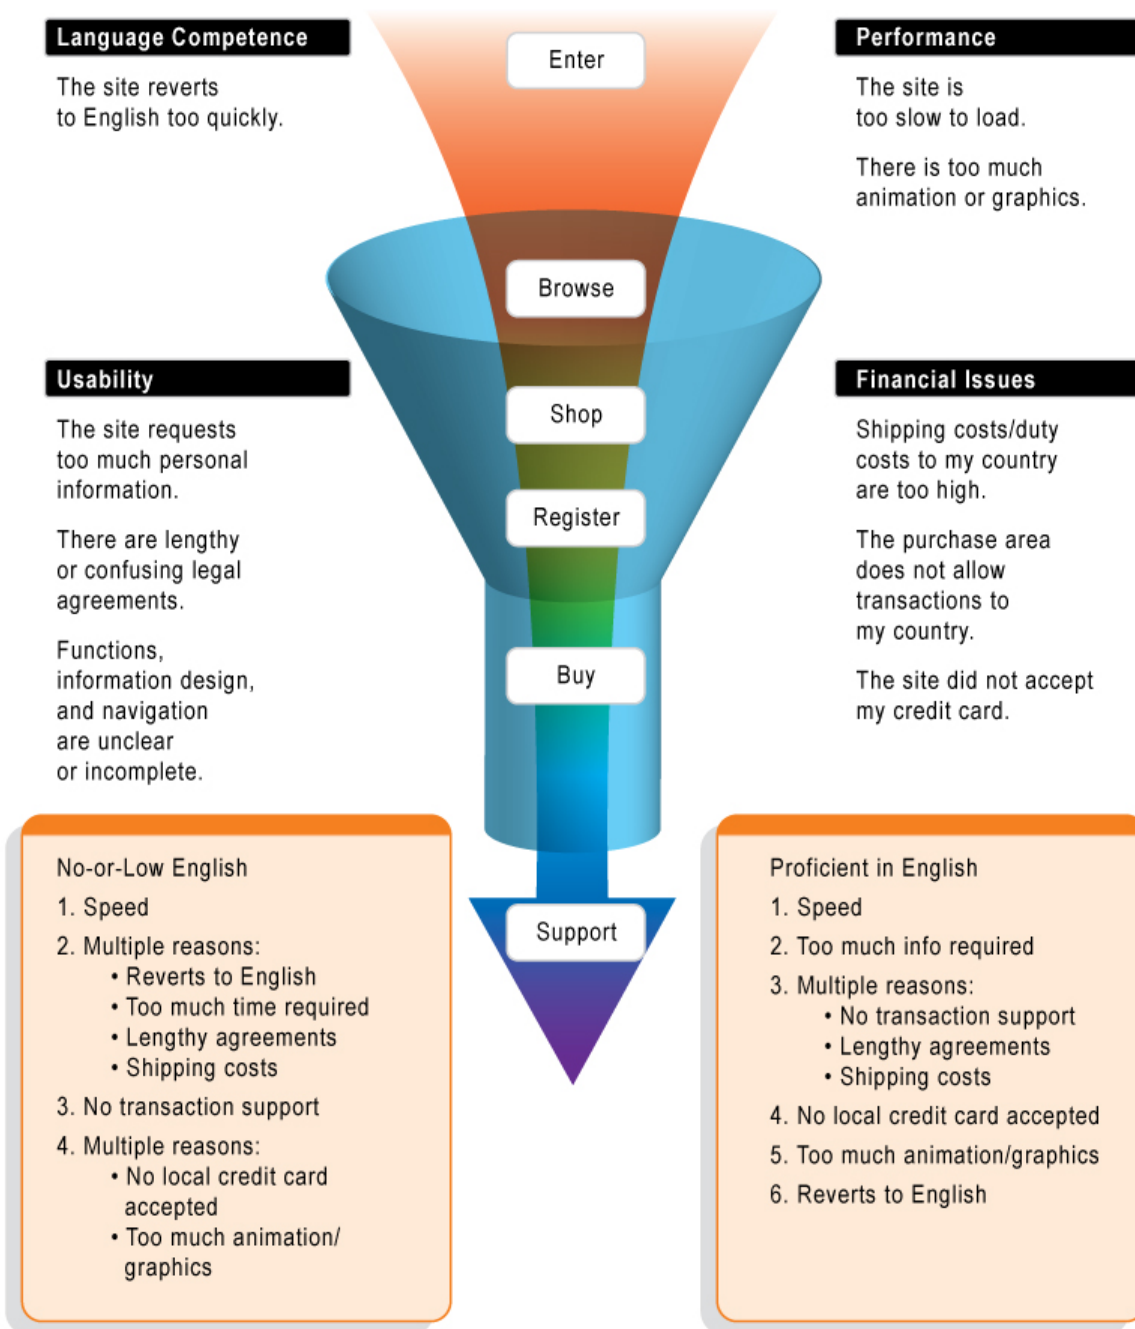 Language Competence
The site reverts
to English too quickly.
Enter
Performance
The site is
too slow to load.
There is too much
animation or graphics.
Browse
Shop
Register
Buy
Support
Usability
The site requests
too much personal
information.
There are lengthy
or confusing legal
agreements.
Functions,
information design,
and navigation
are unclear
or incomplete.
Financial Issues
Shipping costs/duty
costs to my country
are too high.
The purchase area
does not allow
transactions to
my country.
The site did not accept
my credit card.
No-or-Low English
1. Speed
2. Multiple reasons:
• Reverts to English
• Too much time required
• Lengthy agreements
• Shipping costs
3. No transaction support
4. Multiple reasons:
• No local credit card
accepted
• Too much animation/
graphics
Proficient in English
1. Speed
2. Too much info required
3. Multiple reasons:
• No transaction support
• Lengthy agreements
• Shipping costs
4. No local credit card accepted
5. Too much animation/graphics
6. Reverts to English